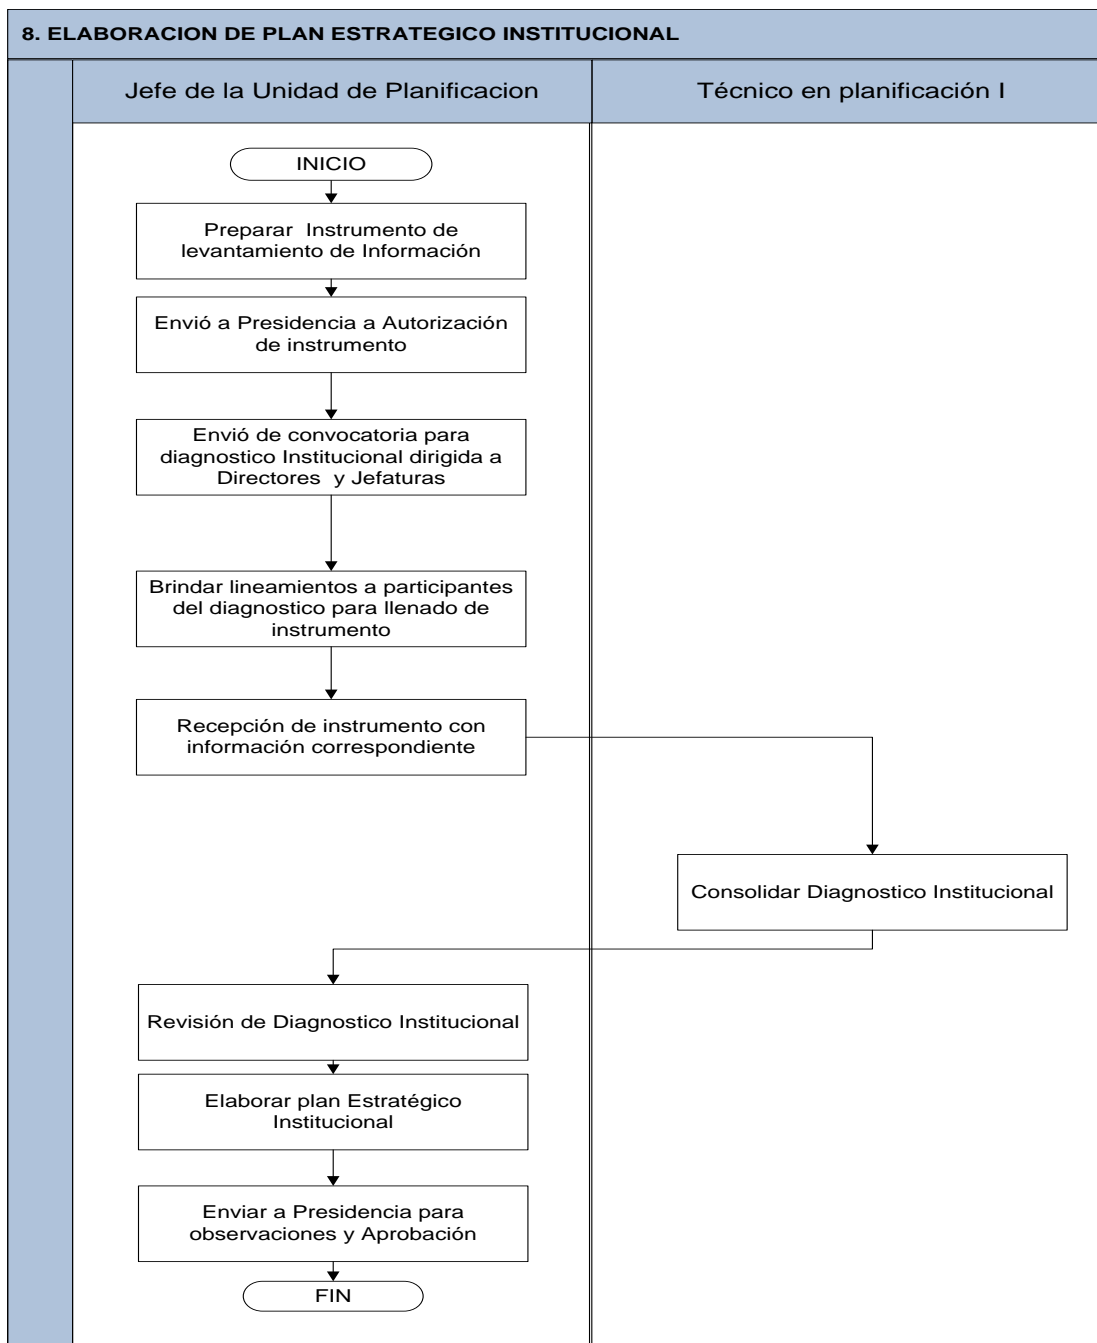 8. ELABORACION DE PLAN ESTRATEGICO INSTITUCIONAL
Jefe de la Unidad de Planificacion
Técnico en planificación I
INICIO
Preparar Instrumento de
levantamiento de Información
Envió a Presidencia a Autorización
de instrumento
Envió de convocatoria para
diagnostico Institucional dirigida a
Directores y Jefaturas
Brindar lineamientos a participantes
del diagnostico para llenado de
instrumento
Recepción de instrumento con
información correspondiente
Consolidar Diagnostico Institucional
Revisión de Diagnostico Institucional
Elaborar plan Estratégico
Institucional
Enviar a Presidencia para
observaciones y Aprobación
FIN